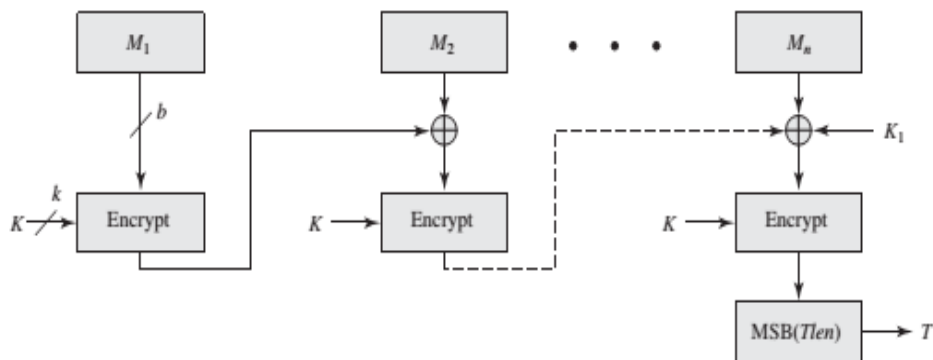 M₁ M₂ • • • Mₙ
b
K₁
k
K Encrypt K Encrypt K Encrypt
MSB(Tlen) T